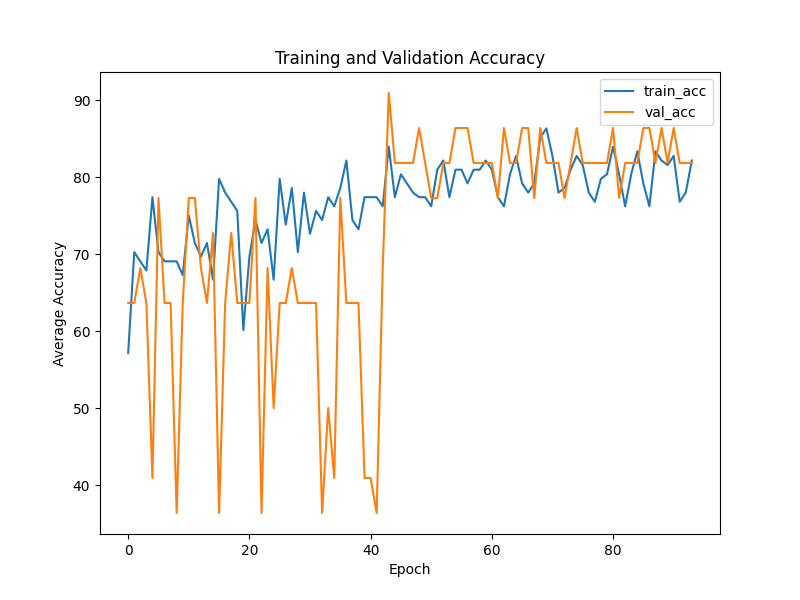 Training and Validation Accuracy
train_acc
val_acc
90
80
70
60
50
40
Average Accuracy
0 20 40 60 80
Epoch